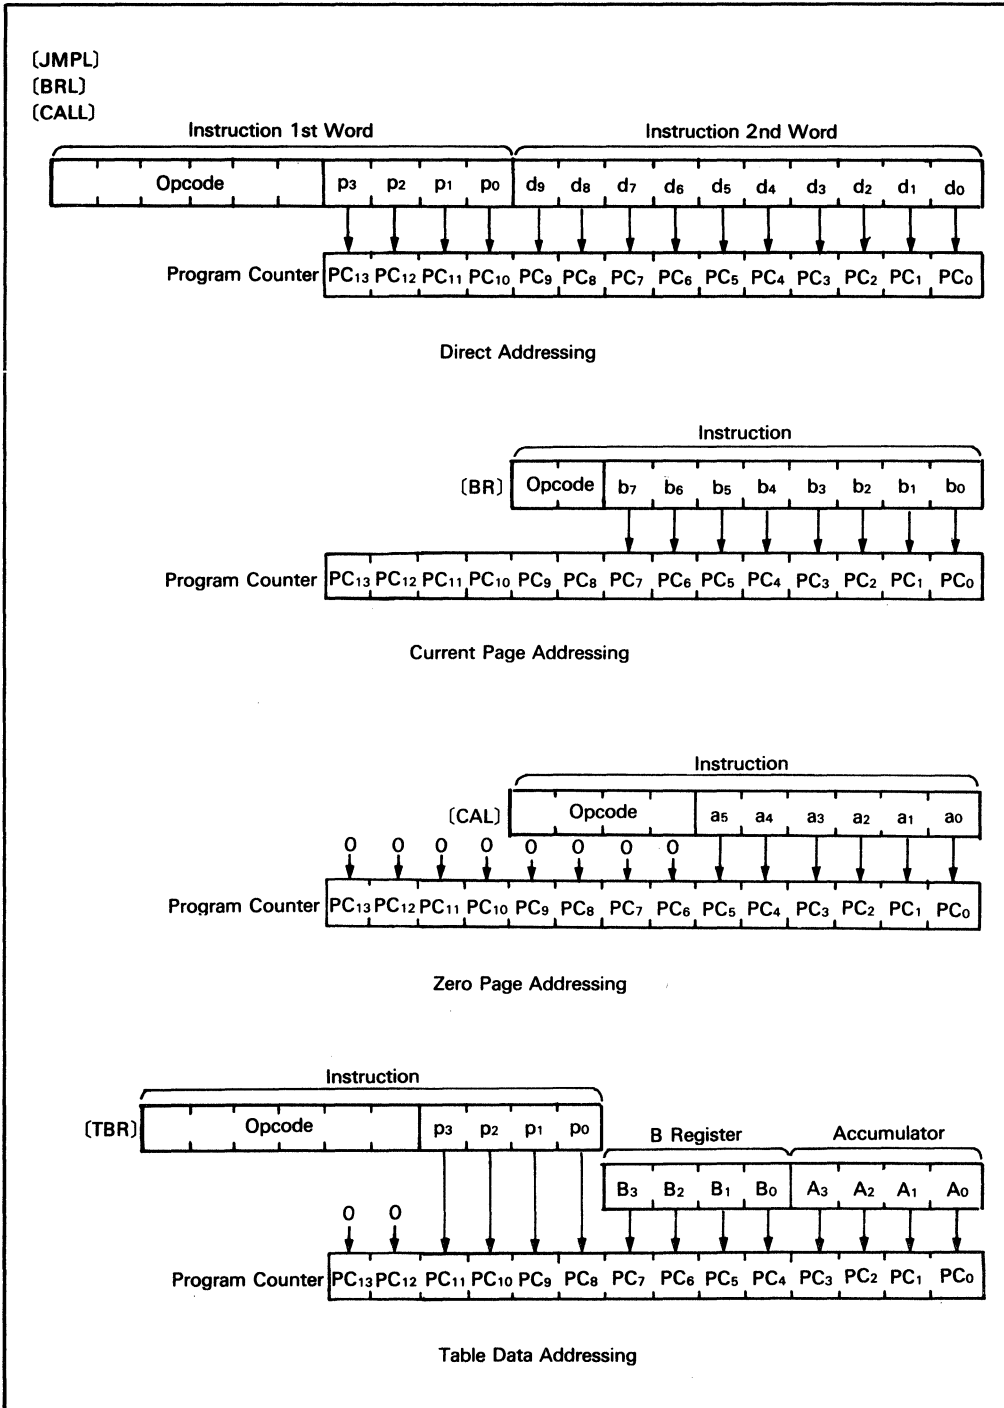 (JMPL)
(BRL)
(CALL)
Instruction 1st Word Instruction 2nd Word
Opcode p3 p2 p1 p0 d9 d8 d7 d6 d5 d4 d3 d2 d1 d0
Program Counter PC13 PC12 PC11 PC10 PC9 PC8 PC7 PC6 PC5 PC4 PC3 PC2 PC1 PC0
Direct Addressing
Instruction
(BR) Opcode b7 b6 b5 b4 b3 b2 b1 b0
Program Counter PC13 PC12 PC11 PC10 PC9 PC8 PC7 PC6 PC5 PC4 PC3 PC2 PC1 PC0
Current Page Addressing
Instruction
(CAL) Opcode a5 a4 a3 a2 a1 a0
0 0 0 0 0 0 0 0
Program Counter PC13 PC12 PC11 PC10 PC9 PC8 PC7 PC6 PC5 PC4 PC3 PC2 PC1 PC0
Zero Page Addressing
Instruction
(TBR) Opcode p3 p2 p1 p0
B Register Accumulator
B3 B2 B1 B0 A3 A2 A1 A0
0 0
Program Counter PC13 PC12 PC11 PC10 PC9 PC8 PC7 PC6 PC5 PC4 PC3 PC2 PC1 PC0
Table Data Addressing